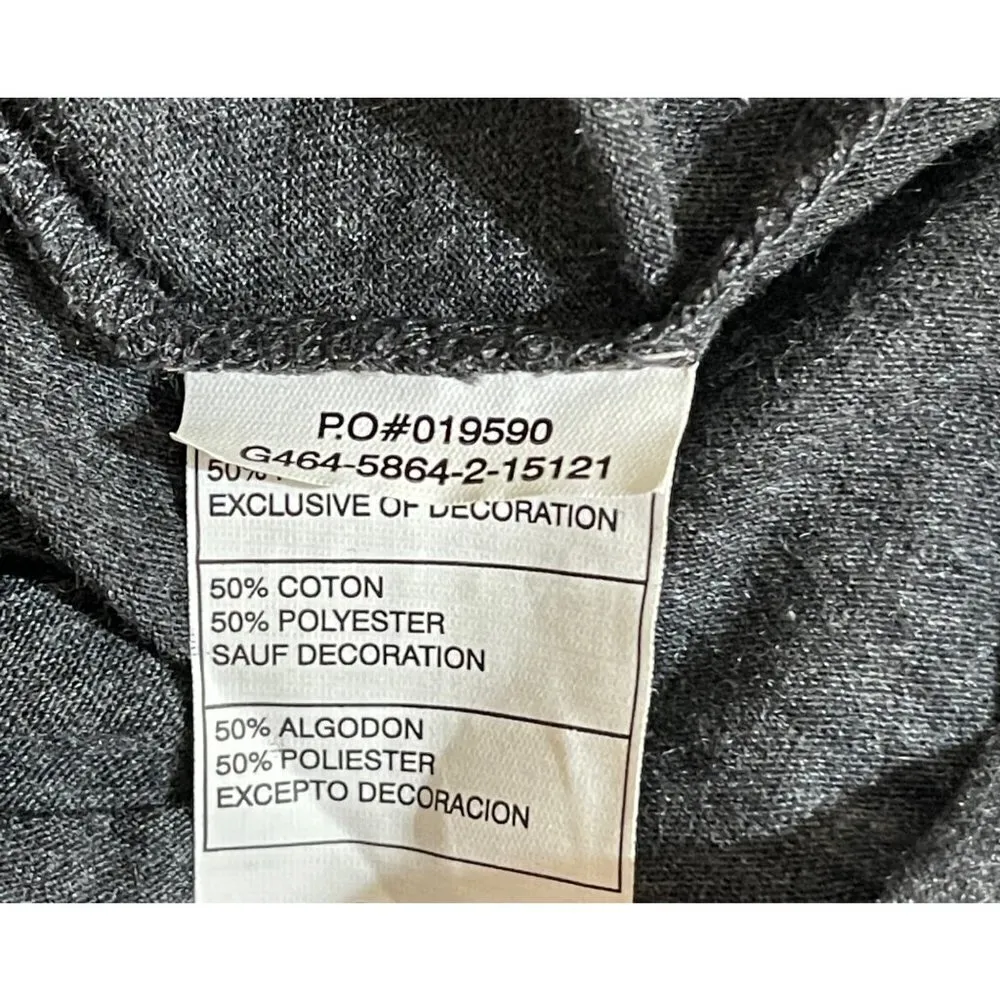 P.O#019590
G464-5864-2-15121
50%
EXCLUSIVE OF DECORATION
50% COTON
50% POLYESTER
SAUF DECORATION
50% ALGODON
50% POLIESTER
EXCEPTO DECORACION